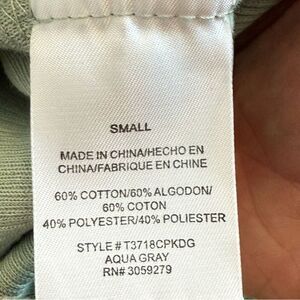 SMALL
MADE IN CHINA/HECHO EN
CHINA/FABRIQUE EN CHINE
60% COTTON/60% ALGODON/
60% COTON
40% POLYESTER/40% POLIESTER
STYLE # T3718CPKDG
AQUA GRAY
RN# 3059279